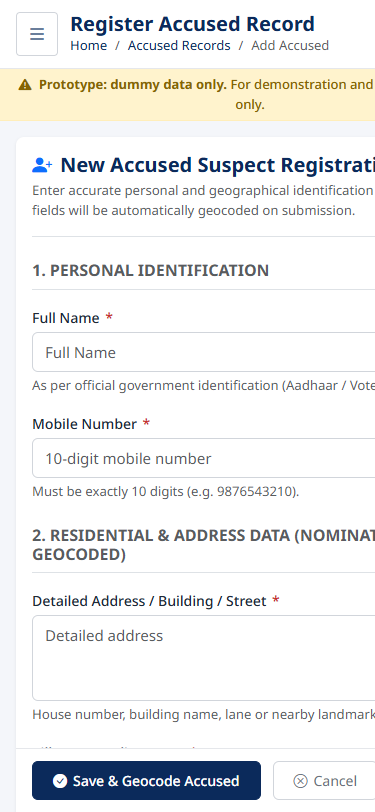 Register Accused Record
Home / Accused Records / Add Accused
Prototype: dummy data only. For demonstration and
only.
New Accused Suspect Registrati
Enter accurate personal and geographical identification
fields will be automatically geocoded on submission.
1. PERSONAL IDENTIFICATION
Full Name *
Full Name
As per official government identification (Aadhaar / Vote
Mobile Number *
10-digit mobile number
Must be exactly 10 digits (e.g. 9876543210).
2. RESIDENTIAL & ADDRESS DATA (NOMINAT
GEOCODED)
Detailed Address / Building / Street *
Detailed address
House number, building name, lane or nearby landmark
Save & Geocode Accused
Cancel